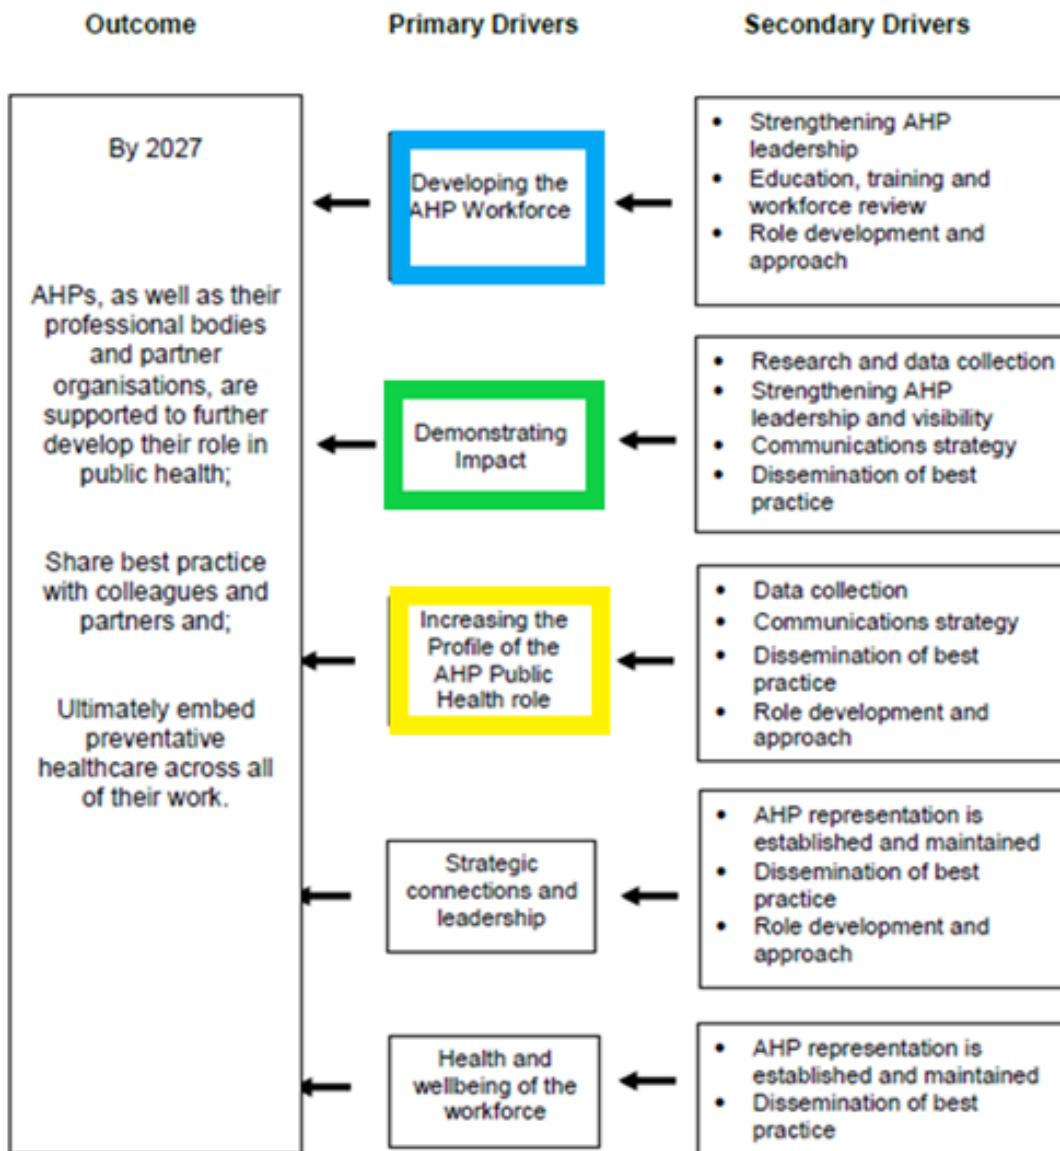 Outcome
Primary Drivers
Secondary Drivers
By 2027
AHPs, as well as their
professional bodies
and partner
organisations, are
supported to further
develop their role in
public health;
Share best practice
with colleagues and
partners and;
Ultimately embed
preventative
healthcare across all
of their work.
Developing the
AHP Workforce
• Strengthening AHP
leadership
• Education, training and
workforce review
• Role development and
approach
Demonstrating
Impact
• Research and data collection
• Strengthening AHP
leadership and visibility
• Communications strategy
• Dissemination of best
practice
Increasing the
Profile of the
AHP Public
Health role
• Data collection
• Communications strategy
• Dissemination of best
practice
• Role development and
approach
Strategic
connections and
leadership
• AHP representation is
established and maintained
• Dissemination of best
practice
• Role development and
approach
Health and
wellbeing of the
workforce
• AHP representation is
established and maintained
• Dissemination of best
practice